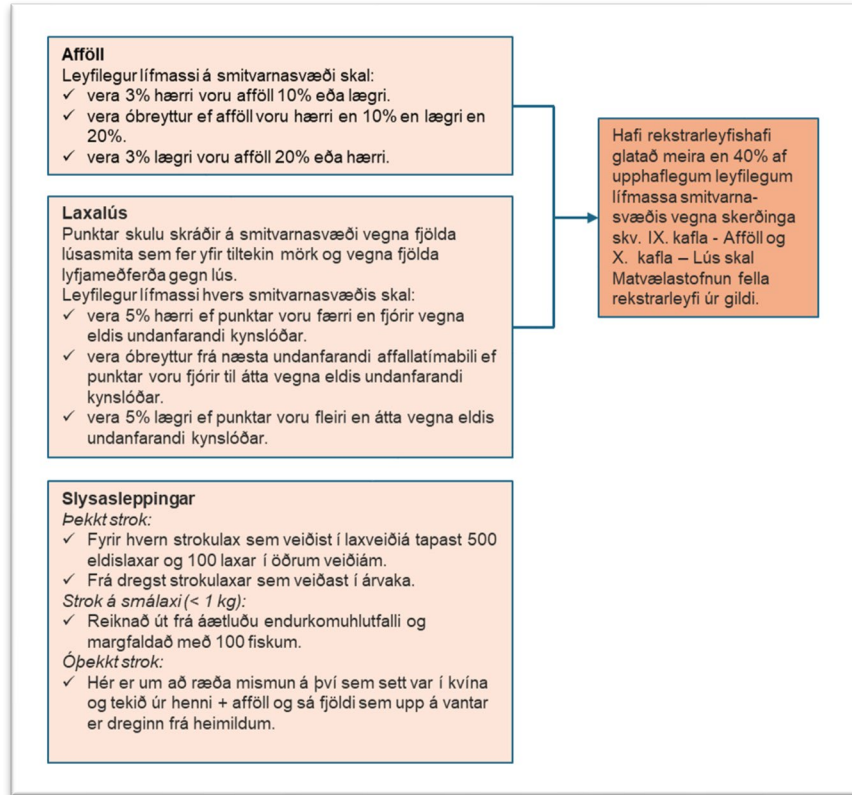 Afföll
Leyfilegur lífmassi á smitvarnasvæði skal:
✓ vera 3% hærri voru afföll 10% eða lægri.
✓ vera óbreyttur ef afföll voru hærri en 10% en lægri en
20%.
✓ vera 3% lægri voru afföll 20% eða hærri.
Laxalús
Punktar skulu skráðir á smitvarnasvæði vegna fjölda
lúsasmita sem fer yfir tiltekin mörk og vegna fjölda
lyfjameðferða gegn lús.
Leyfilegur lífmassi hvers smitvarnasvæðis skal:
✓ vera 5% hærri ef punktar voru færri en fjórir vegna
eldis undanfarandi kynslóðar.
✓ vera óbreyttur frá næsta undanfarandi affallatímabili ef
punktar voru fjórir til átta vegna eldis undanfarandi
kynslóðar.
✓ vera 5% lægri ef punktar voru fleiri en átta vegna eldis
undanfarandi kynslóðar.
Slysasleppingar
Þekkt strok:
✓ Fyrir hvern strokulax sem veiðist í laxveiðiá tapast 500
eldislaxar og 100 laxar í öðrum veiðiám.
✓ Frá dregst strokulaxar sem veiðast í árvaka.
Strok á smálaxi (< 1 kg):
✓ Reiknað út frá áætluðu endurkomuhlutfalli og
margfaldað með 100 fiskum.
Óþekkt strok:
✓ Hér er um að ræða mismun á því sem sett var í kvína
og tekið úr henni + afföll og sá fjöldi sem upp á vantar
er dreginn frá heimildum.
Hafi rekstrarleyfishafi
glatað meira en 40% af
upphaflegum leyfilegum
lífmassa smitvarna-
svæðis vegna skerðinga
skv. IX. kafla - Afföll og
X. kafla – Lús skal
Matvælastofnun fella
rekstrarleyfi úr gildi.